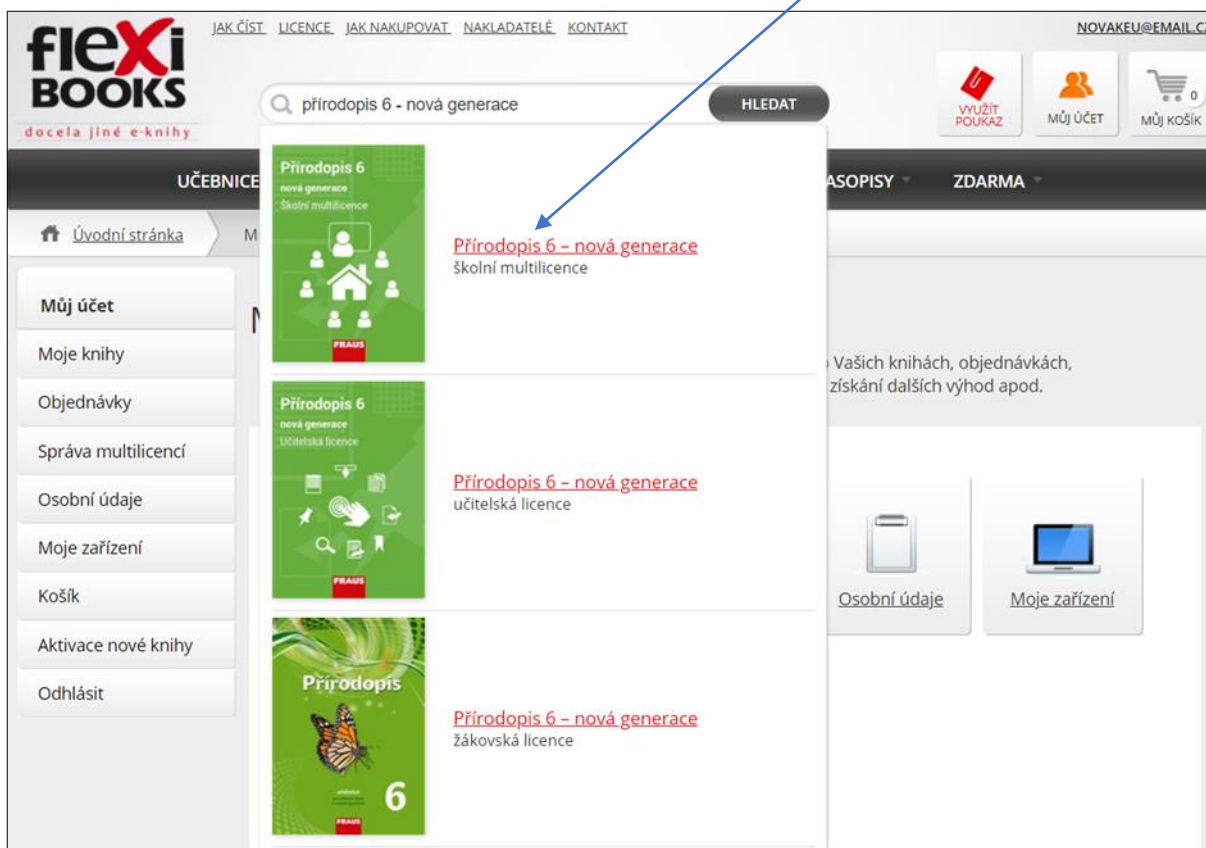 JAK ČÍST LICENCE JAK NAKUPOVAT NAKLADATELÉ KONTAKT
NOVAKEU@EMAIL.CZ
fleXi
BOOKS
docela jiné e-knihy
přírodopis 6 - nová generace
HLEDAT
VYUŽÍT
POUKAZ
MŮJ ÚČET
0
MŮJ KOŠÍK
UČEBNICE
ASOPISY
ZDARMA
Úvodní stránka
M
Můj účet
Moje knihy
Objednávky
Správa multilicencí
Osobní údaje
Moje zařízení
Košík
Aktivace nové knihy
Odhlásit
Přírodopis 6
nová generace
Školní multilicence
FRAUS
Přírodopis 6 – nová generace
školní multilicence
Přírodopis 6
nová generace
Učitelská licence
FRAUS
Přírodopis 6 – nová generace
učitelská licence
Přírodopis
6
FRAUS
Přírodopis 6 – nová generace
žákovská licence
Vašich knihách, objednávkách,
získání dalších výhod apod.
Osobní údaje
Moje zařízení